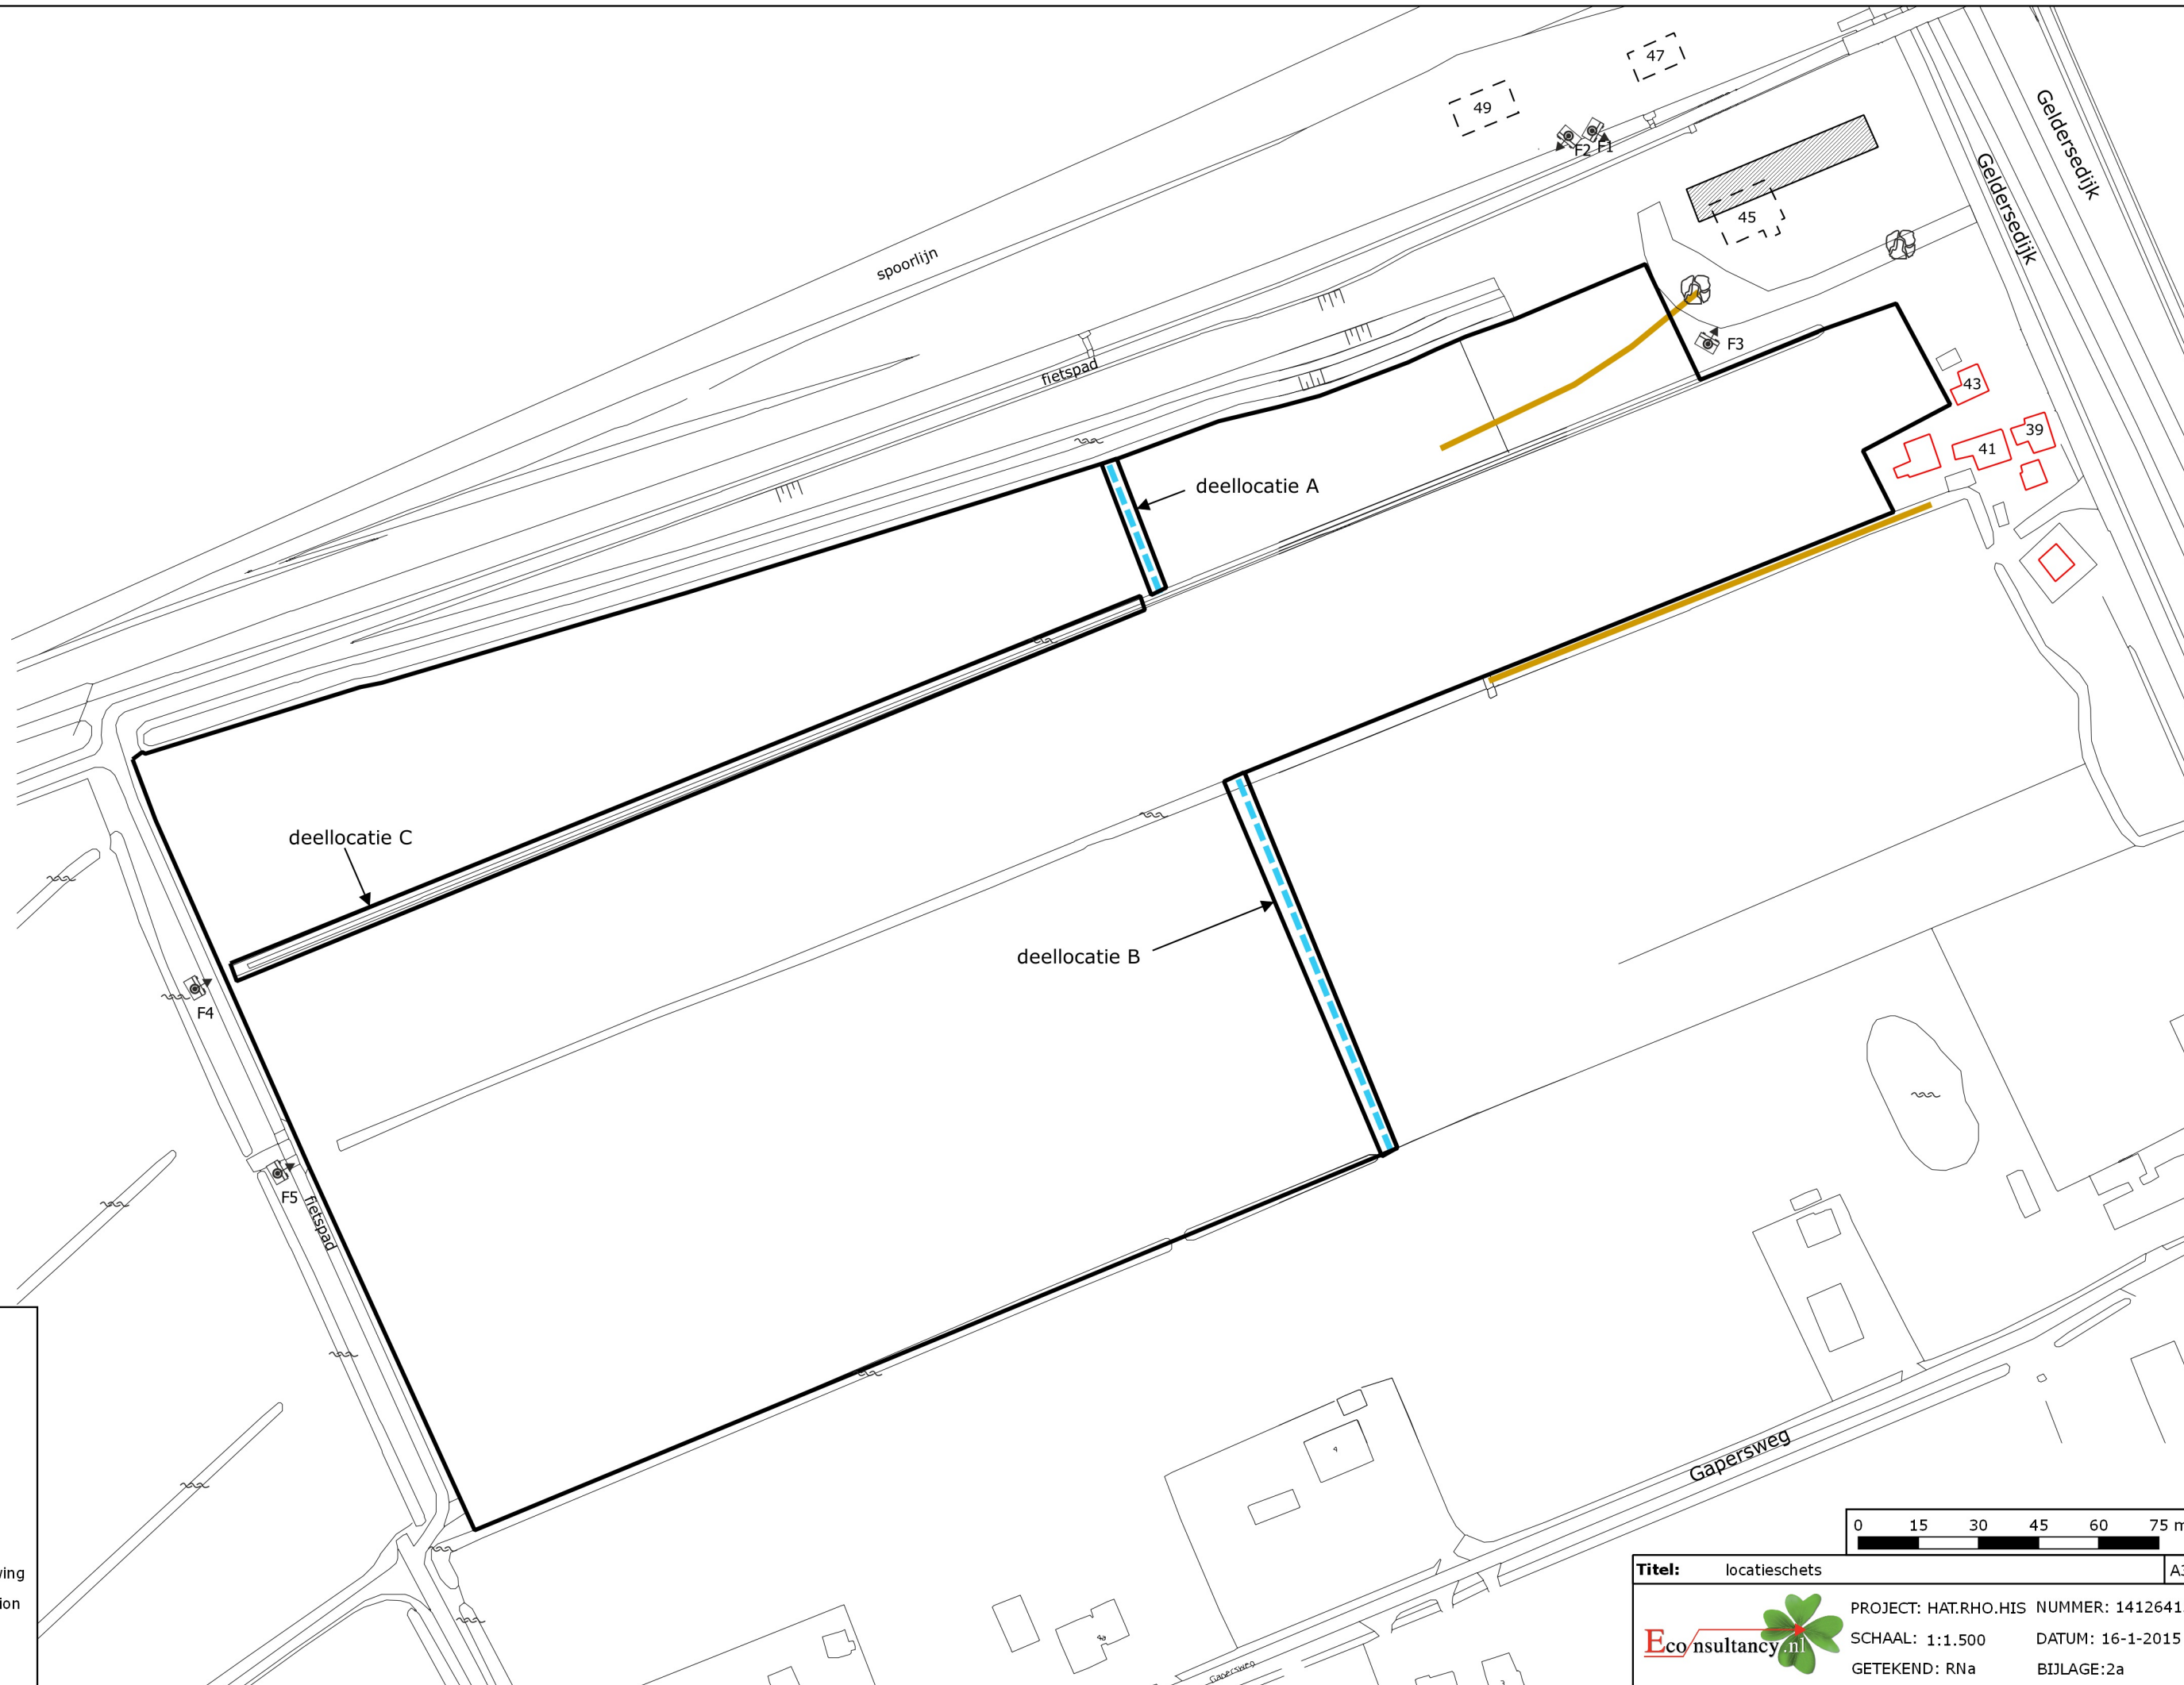 47
49
F2
F1
Geldersedijk
Geldersedijk
45
spoorlijn
F3
fietspad
43
39
41
deellocatie A
deellocatie C
deellocatie B
F4
F5
fietspad
Gapersweg
Gapersweg
0 15 30 45 60 75 m
Titel: locatieschets
PROJECT: HAT.RHO.HIS NUMMER: 1412641
SCHAAL: 1:1.500 DATUM: 16-1-2015
GETEKEND: RNa BIJLAGE:2a
Econsultancy.nl